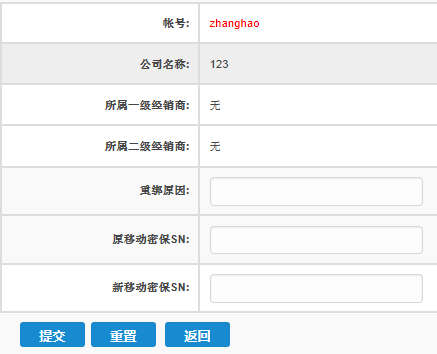 帐号: zhanghao
公司名称: 123
所属一级经销商: 无
所属二级经销商: 无
重绑原因:
原移动密保SN:
新移动密保SN:
提交 重置 返回